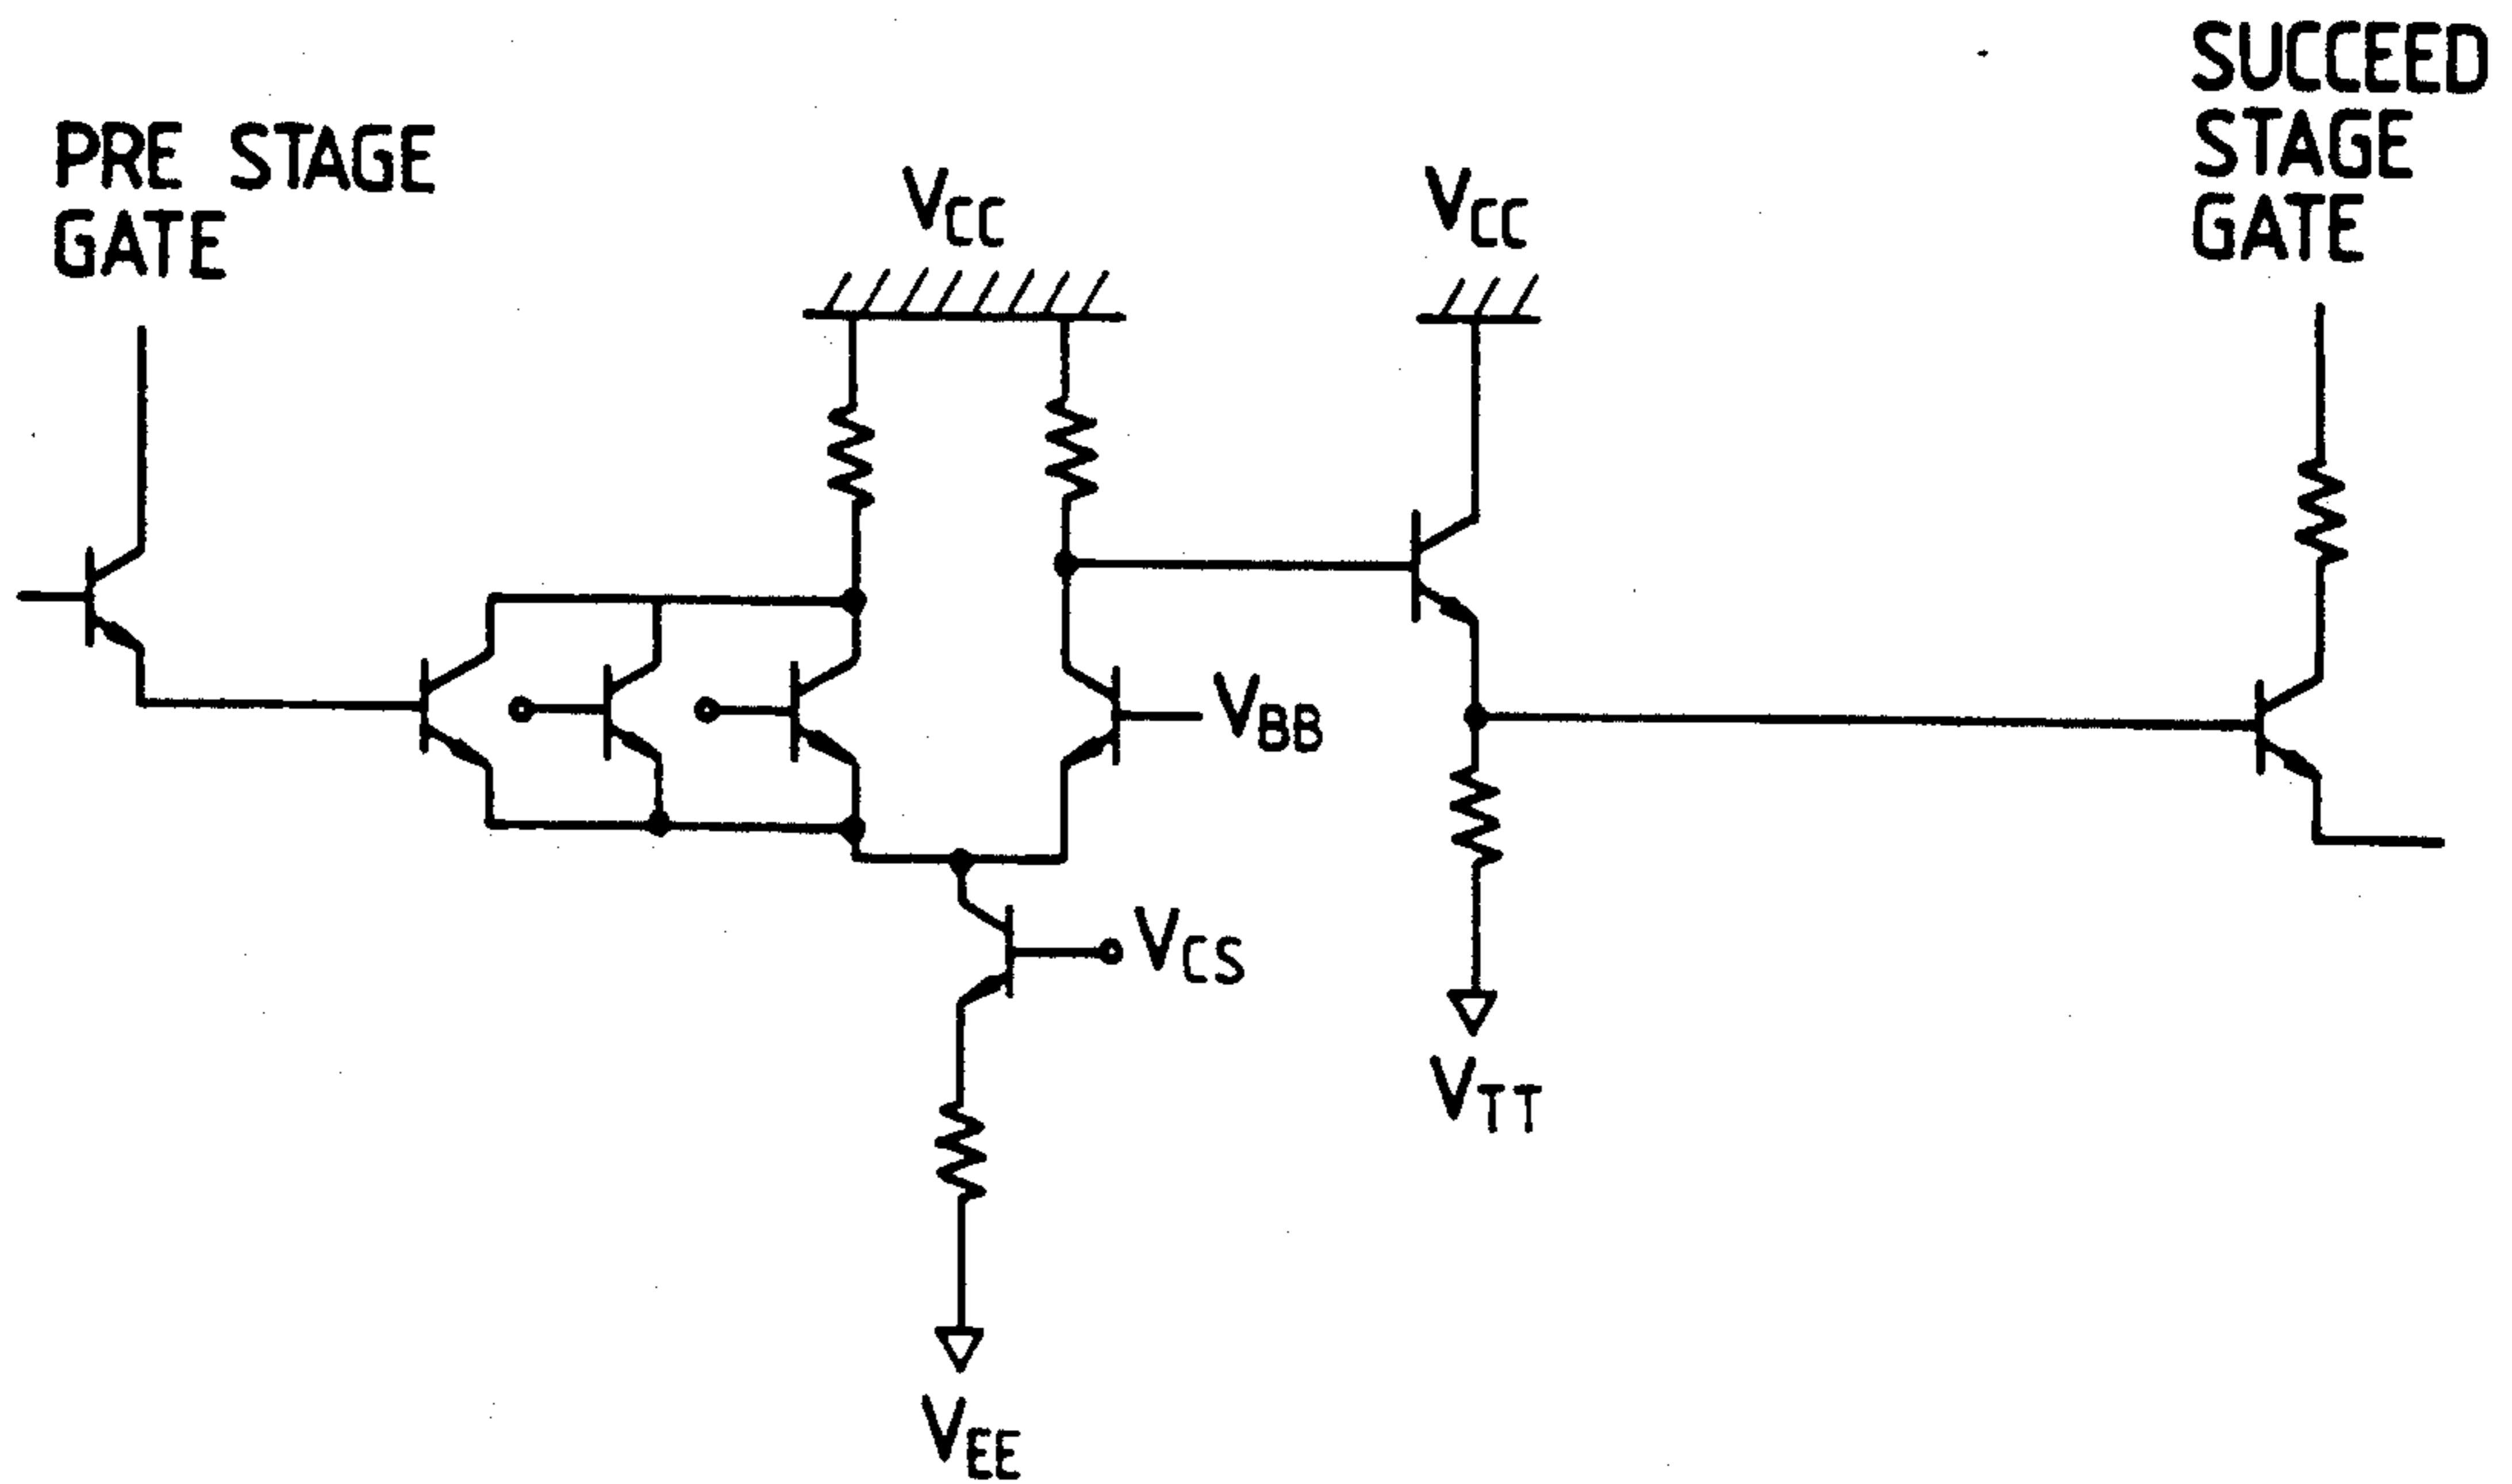 PRE STAGE
GATE
VCC
VCC
SUCCEED
STAGE
GATE
VBB
VCS
VTT
VEE